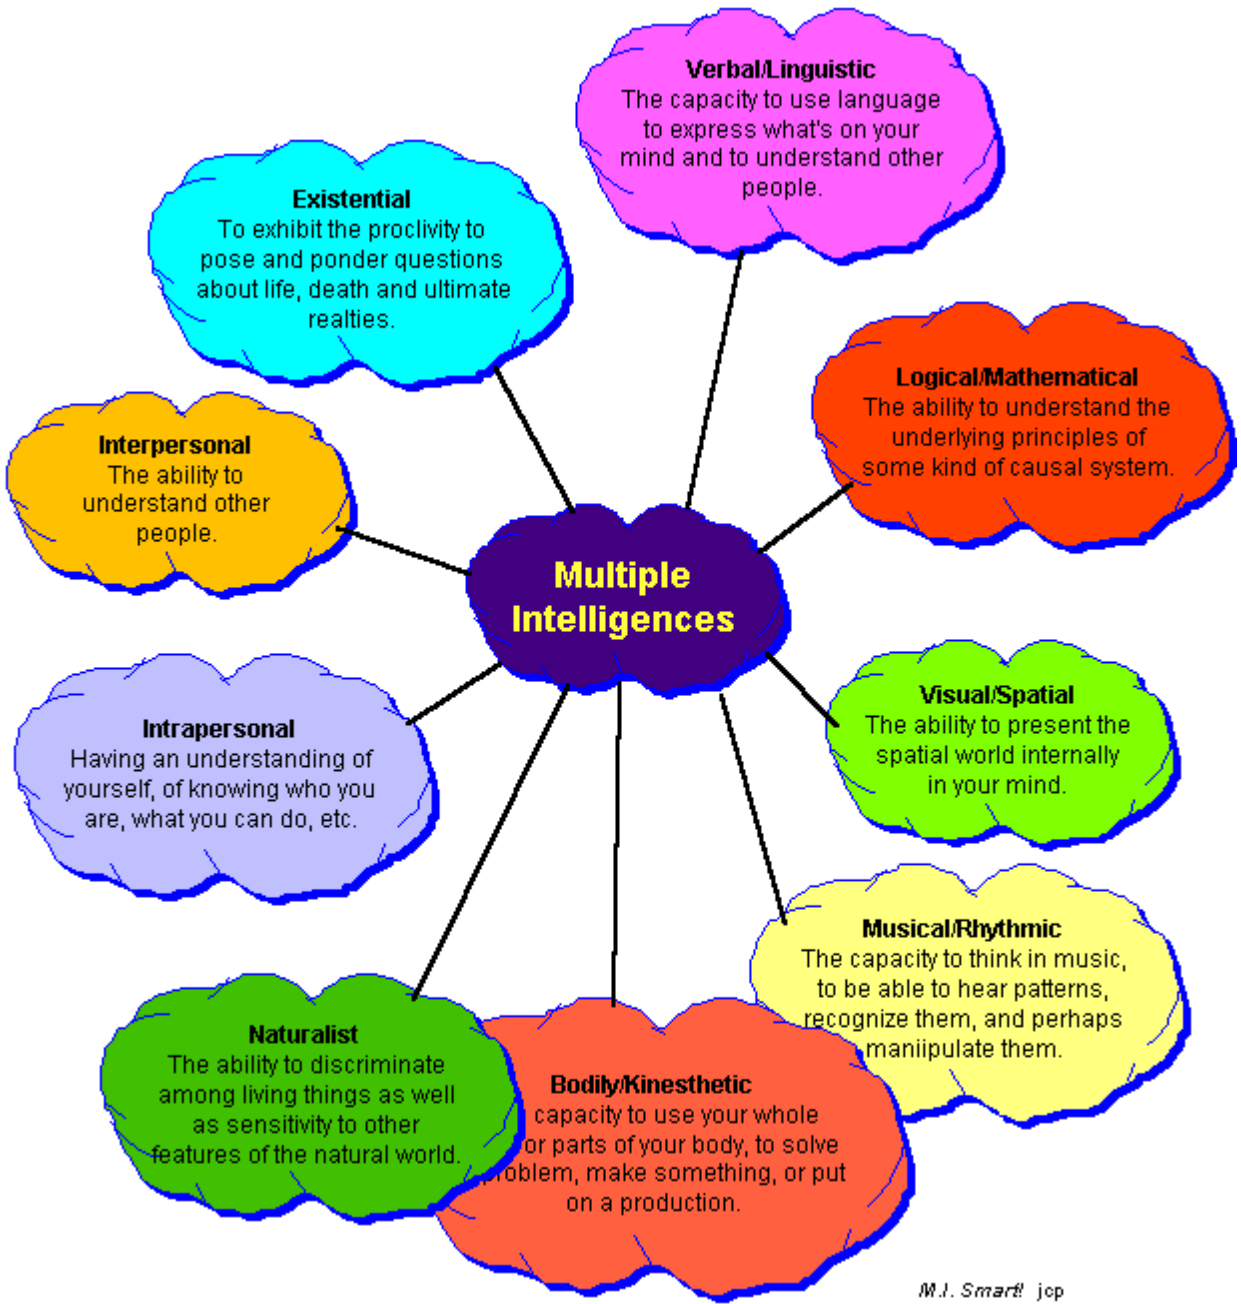 Verbal/Linguistic
The capacity to use language
to express what's on your
mind and to understand other
people.
Existential
To exhibit the proclivity to
pose and ponder questions
about life, death and ultimate
realties.
Logical/Mathematical
The ability to understand the
underlying principles of
some kind of causal system.
Interpersonal
The ability to
understand other
people.
Multiple
Intelligences
Visual/Spatial
The ability to present the
spatial world internally
in your mind.
Intrapersonal
Having an understanding of
yourself, of knowing who you
are, what you can do, etc.
Musical/Rhythmic
The capacity to think in music,
to be able to hear patterns,
recognize them, and perhaps
maniipulate them.
Naturalist
The ability to discriminate
among living things as well
as sensitivity to other
features of the natural world.
Bodily/Kinesthetic
capacity to use your whole
or parts of your body, to solve
roblem, make something, or put
on a production.
M.I. Smart! jcp